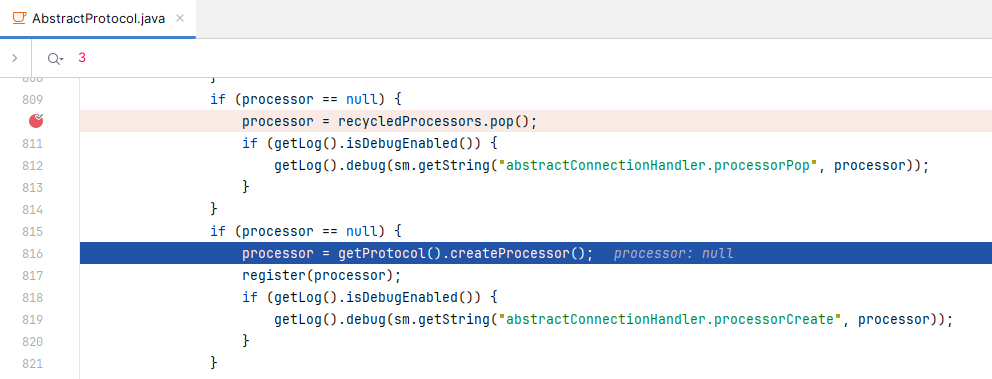 AbstractProtocol.java
3
808 }
809 if (processor == null) {
processor = recycledProcessors.pop();
811 if (getLog().isDebugEnabled()) {
812 getLog().debug(sm.getString("abstractConnectionHandler.processorPop", processor));
813 }
814 }
815 if (processor == null) {
816 processor = getProtocol().createProcessor(); processor: null
817 register(processor);
818 if (getLog().isDebugEnabled()) {
819 getLog().debug(sm.getString("abstractConnectionHandler.processorCreate", processor));
820 }
821 }